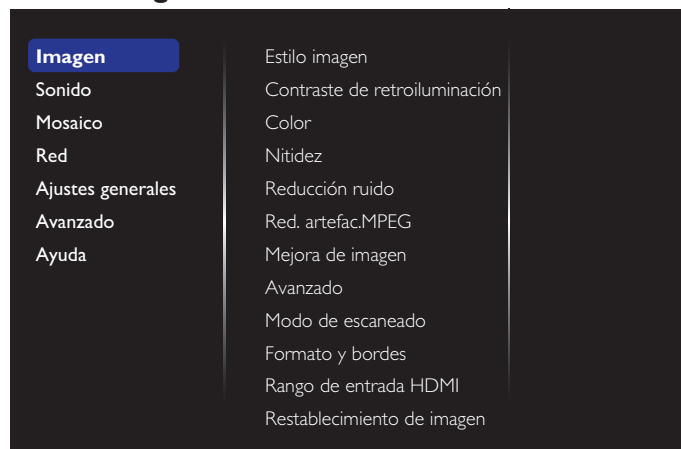 Imagen
Sonido
Mosaico
Red
Ajustes generales
Avanzado
Ayuda
Estilo imagen
Contraste de retroiluminación
Color
Nitidez
Reducción ruido
Red. artefac.MPEG
Mejora de imagen
Avanzado
Modo de escaneado
Formato y bordes
Rango de entrada HDMI
Restablecimiento de imagen